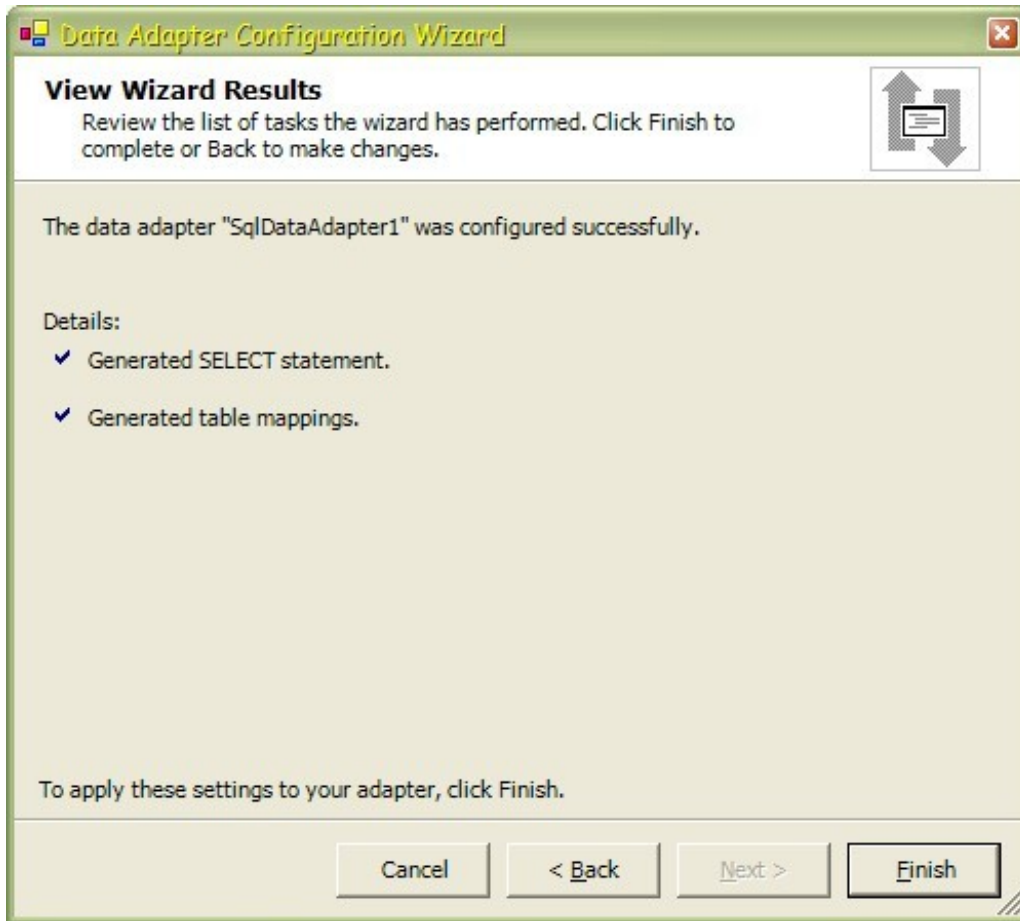 Data Adapter Configuration Wizard
View Wizard Results
Review the list of tasks the wizard has performed. Click Finish to
complete or Back to make changes.
The data adapter "SqlDataAdapter1" was configured successfully.
Details:
Generated SELECT statement.
Generated table mappings.
To apply these settings to your adapter, click Finish.
Cancel < Back Next > Finish